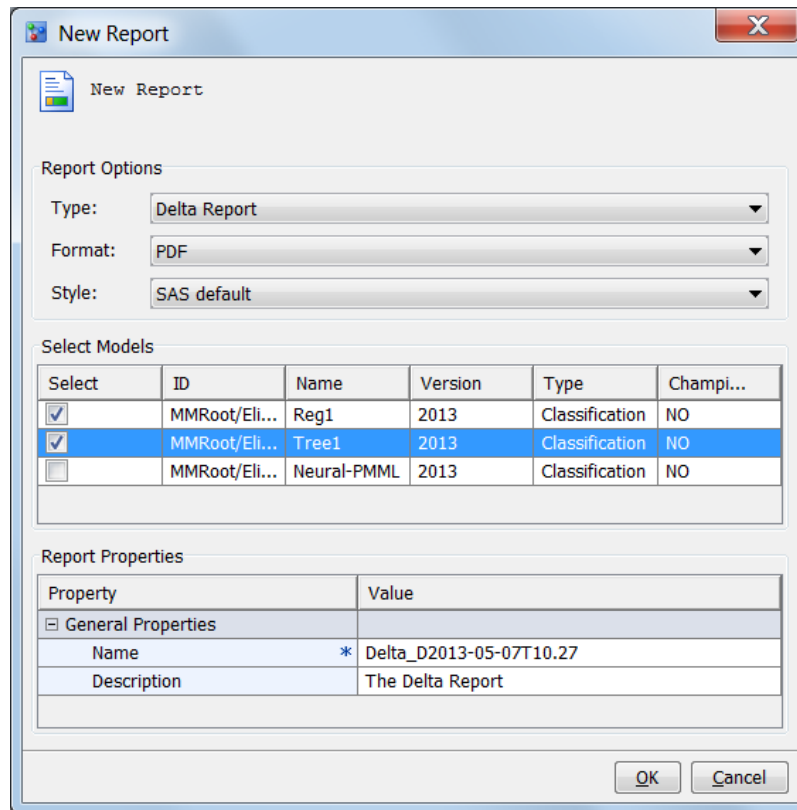 New Report
New Report
Report Options
Type: Delta Report
Format: PDF
Style: SAS default
Select Models
Select ID Name Version Type Champi...
MMRoot/Eli... Reg1 2013 Classification NO
MMRoot/Eli... Tree1 2013 Classification NO
MMRoot/Eli... Neural-PMML 2013 Classification NO
Report Properties
Property Value
General Properties
Name * Delta_D2013-05-07T10.27
Description The Delta Report
OK Cancel